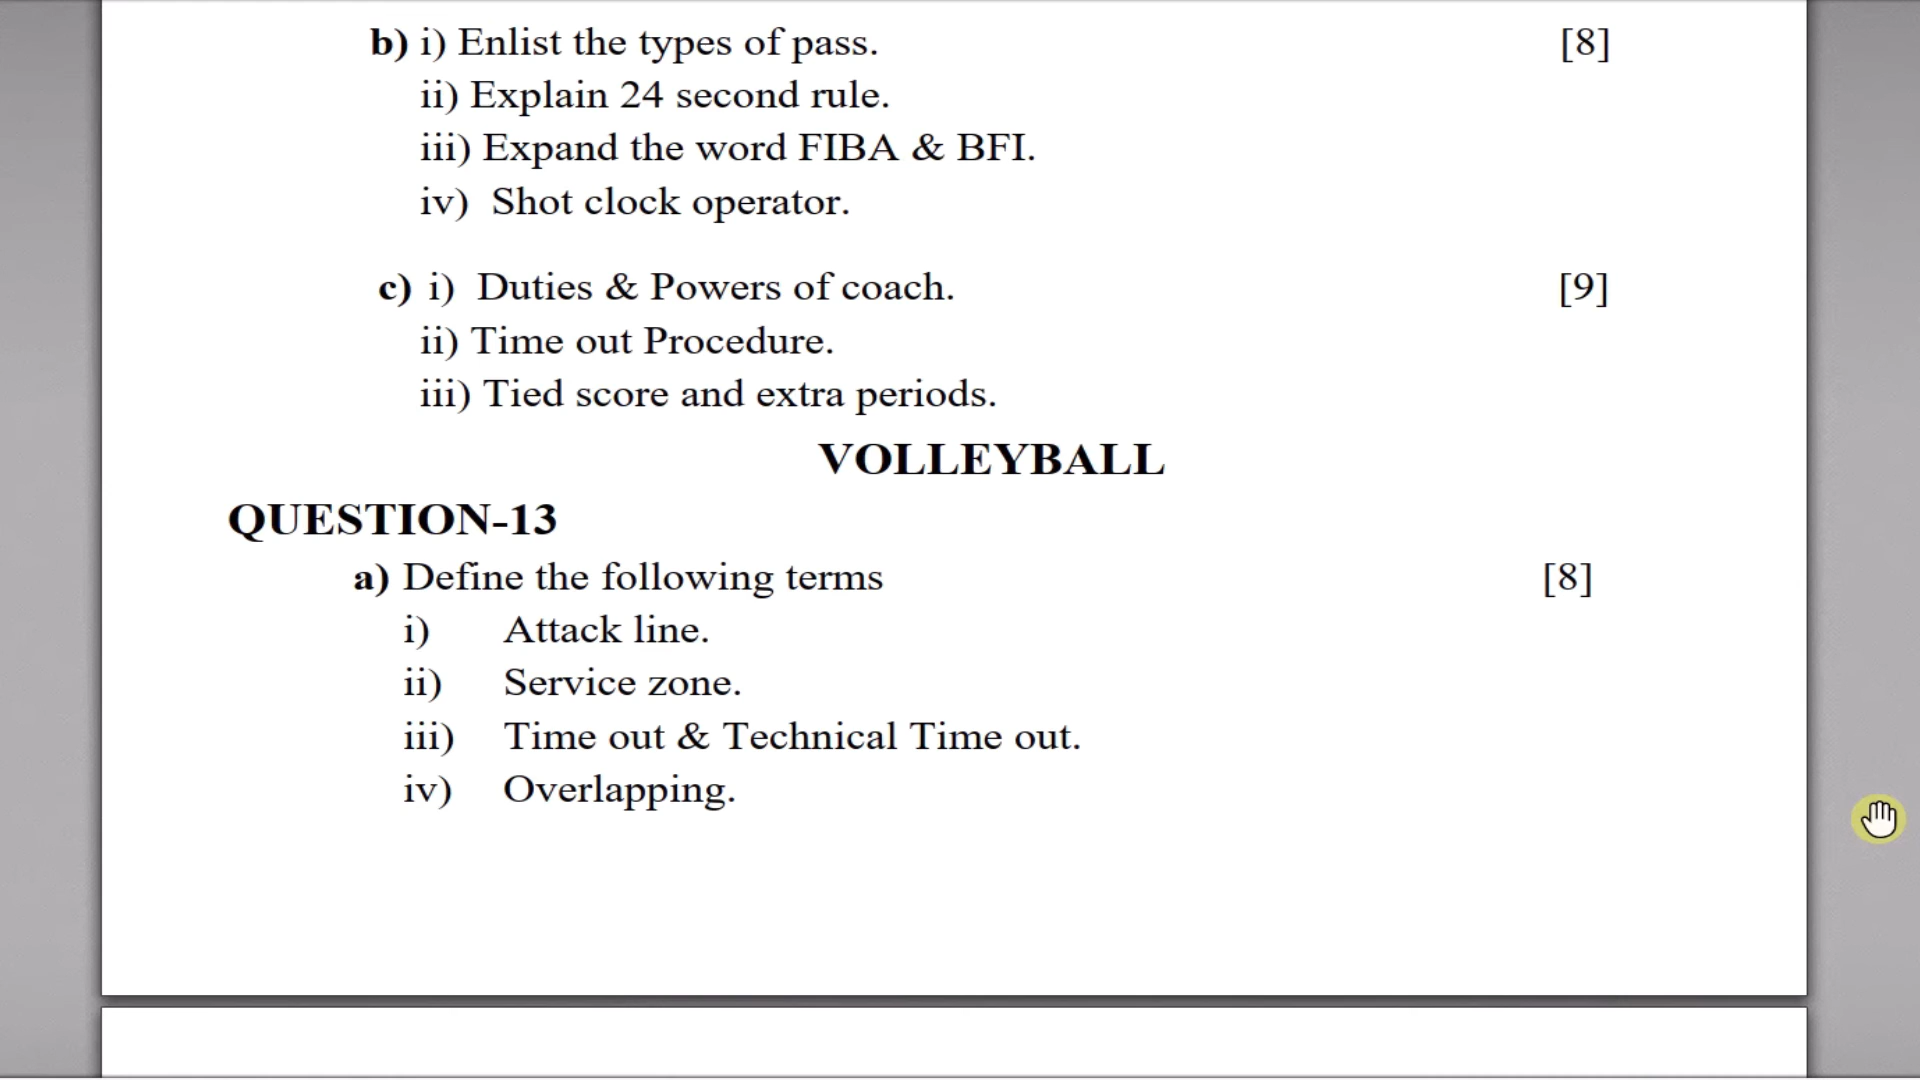 b) i) Enlist the types of pass. [8]
ii) Explain 24 second rule.
iii) Expand the word FIBA & BFI.
iv) Shot clock operator.
c) i) Duties & Powers of coach. [9]
ii) Time out Procedure.
iii) Tied score and extra periods.
VOLLEYBALL
QUESTION-13
a) Define the following terms [8]
i) Attack line.
ii) Service zone.
iii) Time out & Technical Time out.
iv) Overlapping.